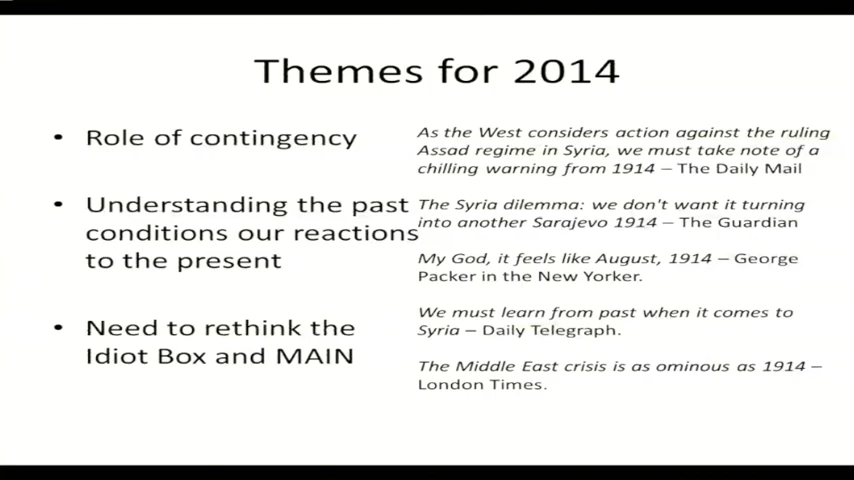 Themes for 2014
• Role of contingency
• Understanding the past
conditions our reactions
to the present
• Need to rethink the
Idiot Box and MAIN
As the West considers action against the ruling
Assad regime in Syria, we must take note of a
chilling warning from 1914 – The Daily Mail
The Syria dilemma: we don't want it turning
into another Sarajevo 1914 – The Guardian
My God, it feels like August, 1914 – George
Packer in the New Yorker.
We must learn from past when it comes to
Syria – Daily Telegraph.
The Middle East crisis is as ominous as 1914 –
London Times.